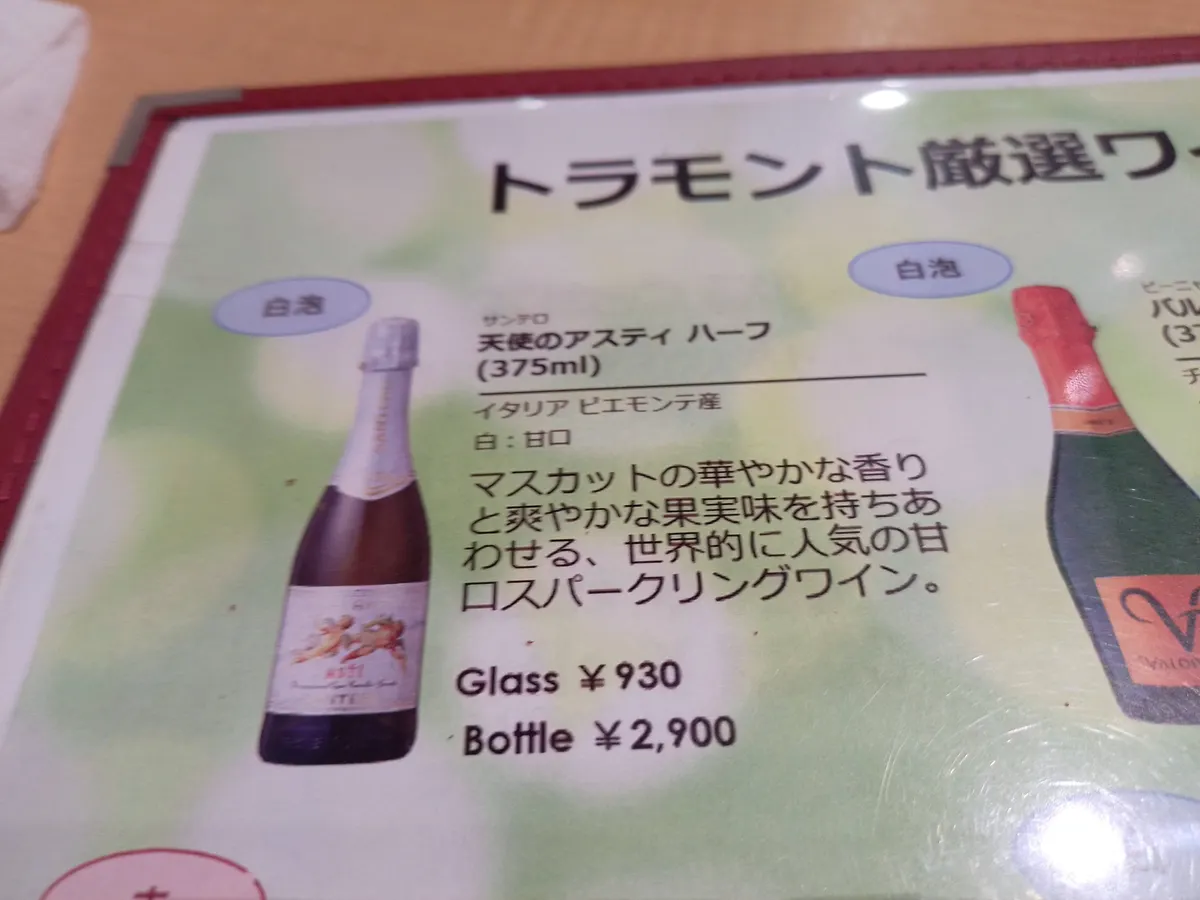 トラモント厳選ワ
白泡
サンテロ
天使のアスティ ハーフ
(375ml)
イタリア ピエモンテ産
白：甘口
マスカットの華やかな香り
と爽やかな果実味を持ちあ
わせる、世界的に人気の甘
口スパークリングワイン。
Glass ￥930
Bottle ￥2,900
ASTI
白泡
バル
(37